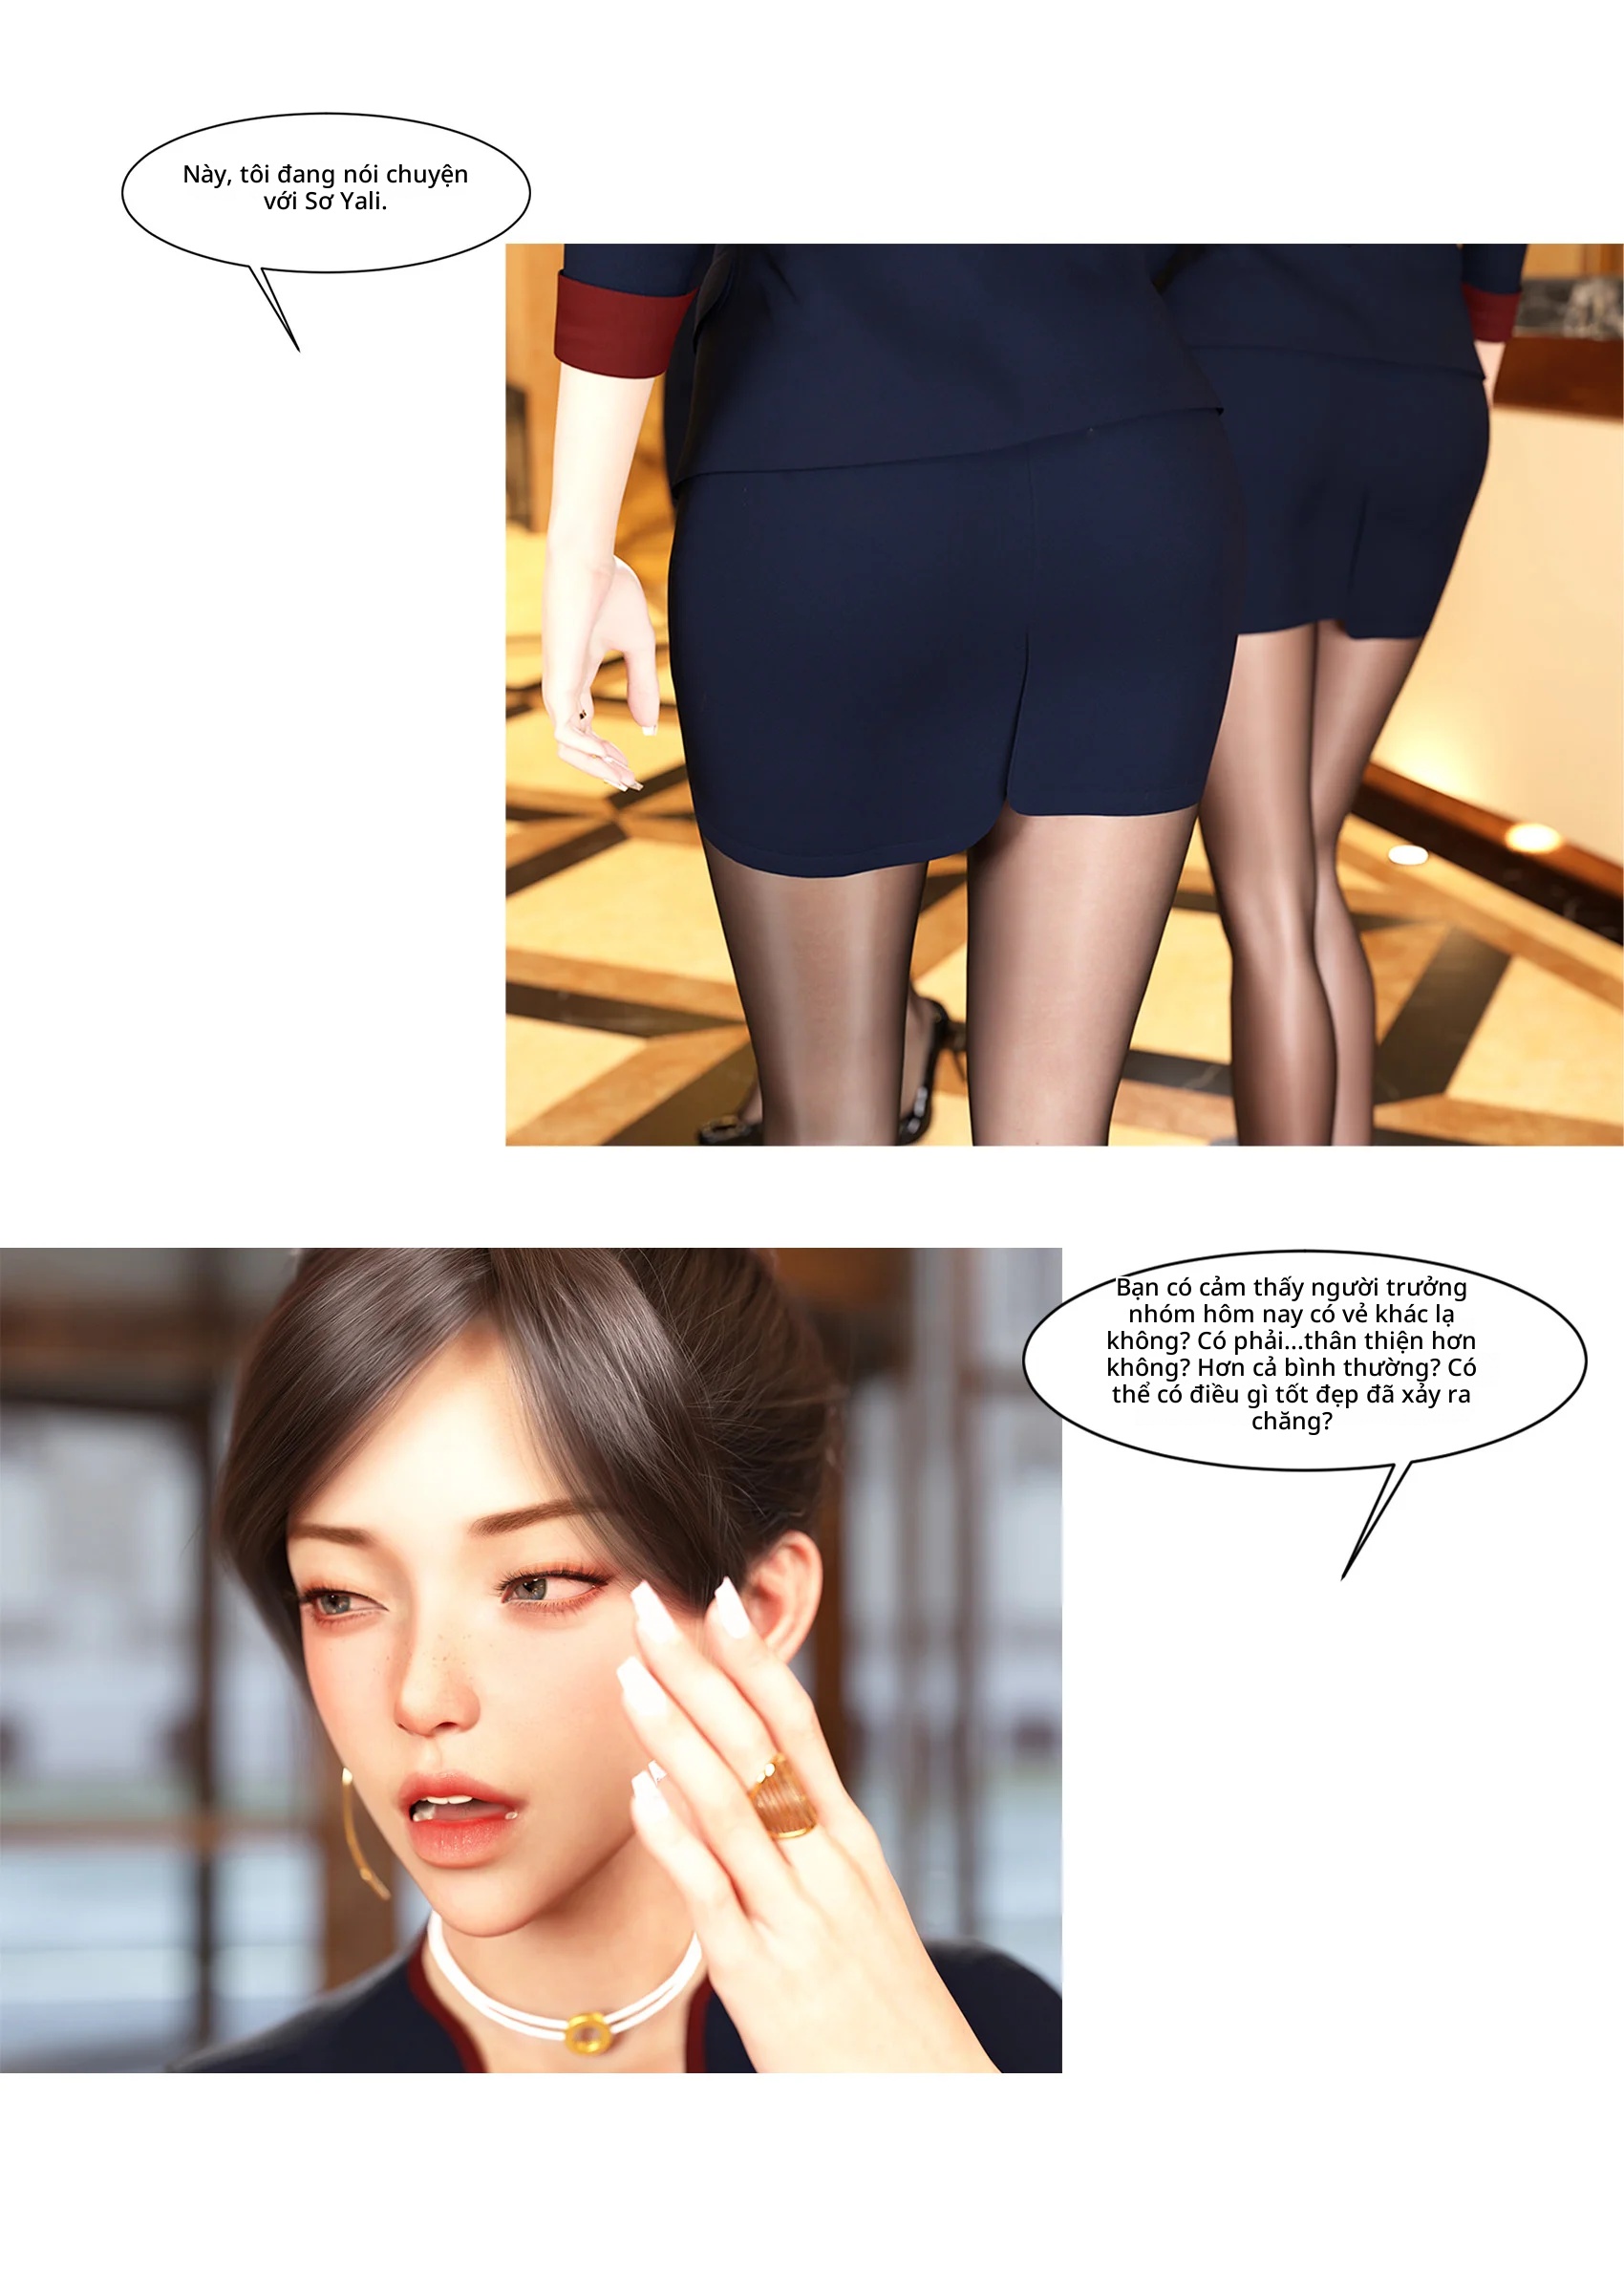 Này, tôi đang nói chuyện
với Sơ Yali.
Bạn có cảm thấy người trưởng
nhóm hôm nay có vẻ khác lạ
không? Có phải...thân thiện hơn
không? Hơn cả bình thường? Có
thể có điều gì tốt đẹp đã xảy ra
chăng?